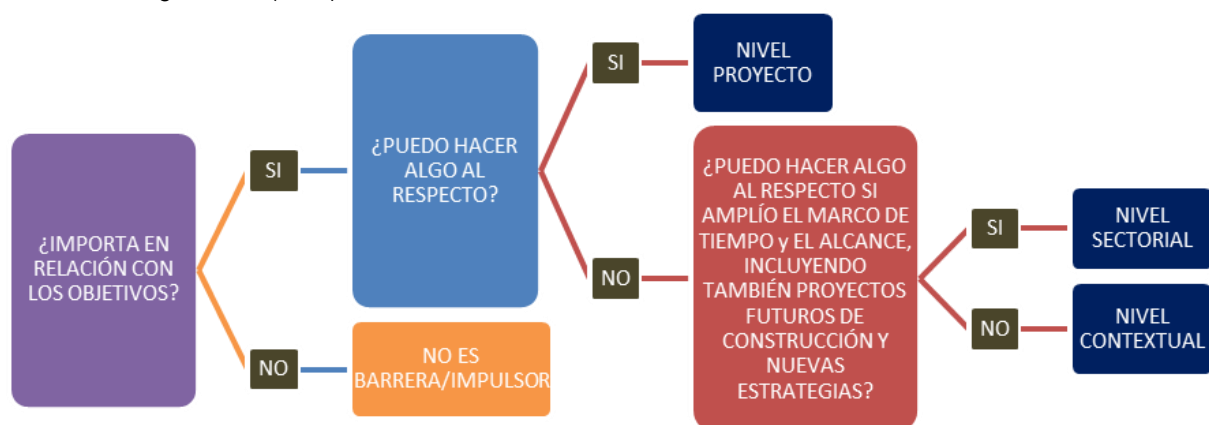 ¿IMPORTA EN
RELACIÓN CON
LOS OBJETIVOS?
SI
NO
¿PUEDO HACER
ALGO AL
RESPECTO?
NO ES
BARRERA/IMPULSOR
SI
NO
NIVEL
PROYECTO
¿PUEDO HACER ALGO
AL RESPECTO SI
AMPLÍO EL MARCO DE
TIEMPO y EL ALCANCE,
INCLUYENDO
TAMBIÉN PROYECTOS
FUTUROS DE
CONSTRUCCIÓN Y
NUEVAS
ESTRATEGIAS?
SI
NO
NIVEL
SECTORIAL
NIVEL
CONTEXTUAL